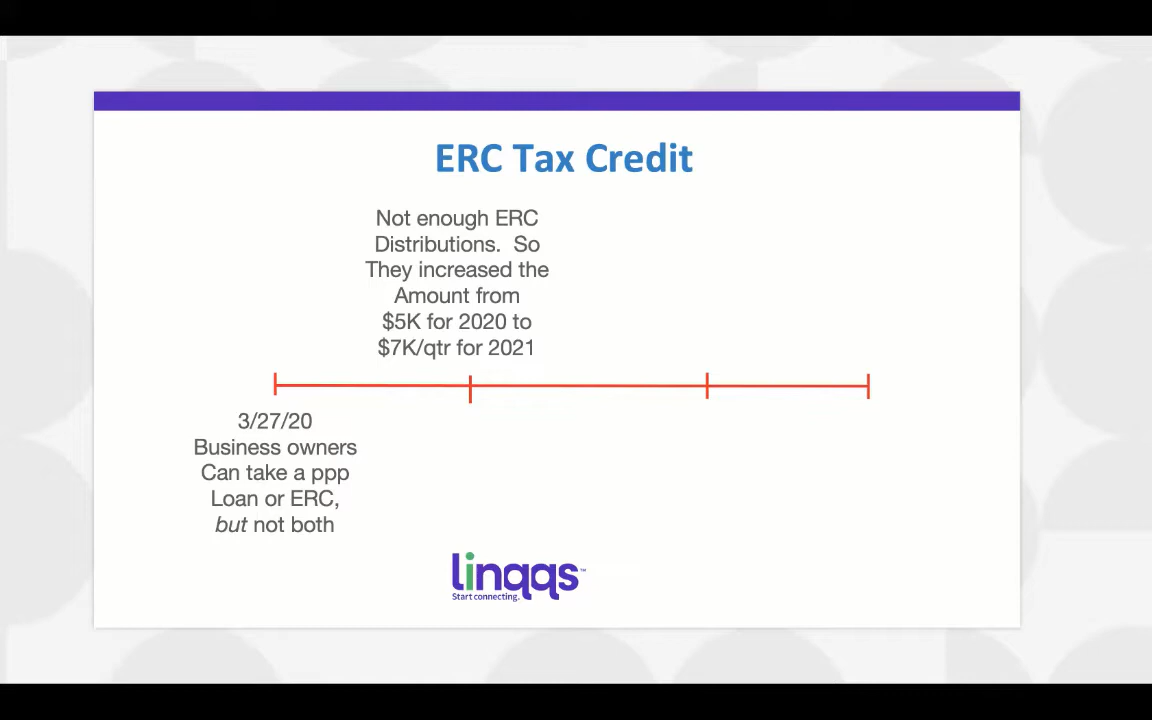 ERC Tax Credit
Not enough ERC
Distributions.  So
They increased the
Amount from
$5K for 2020 to
$7K/qtr for 2021
3/27/20
Business owners
Can take a ppp
Loan or ERC,
but not both
linqqs™
Start connecting.